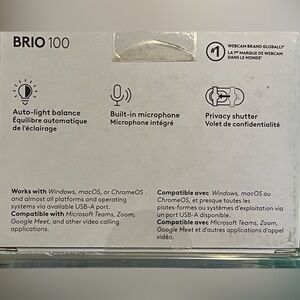 BRIO 100
#1
WEBCAM BRAND GLOBALLY*
LA 1RE MARQUE DE WEBCAM
DANS LE MONDE*
Auto-light balance
Équilibre automatique
de l'éclairage
Built-in microphone
Microphone intégré
Privacy shutter
Volet de confidentialité
Works with Windows, macOS, or ChromeOS
and almost all platforms and operating
systems via available USB-A port.
Compatible with Microsoft Teams, Zoom,
Google Meet, and other video calling
applications.
Compatible avec Windows, macOS ou
ChromeOS, et presque toutes les
plates-formes ou systèmes d'exploitation via
un port USB-A disponible.
Compatible avec Microsoft Teams, Zoom,
Google Meet et d'autres applications d'appel
vidéo.